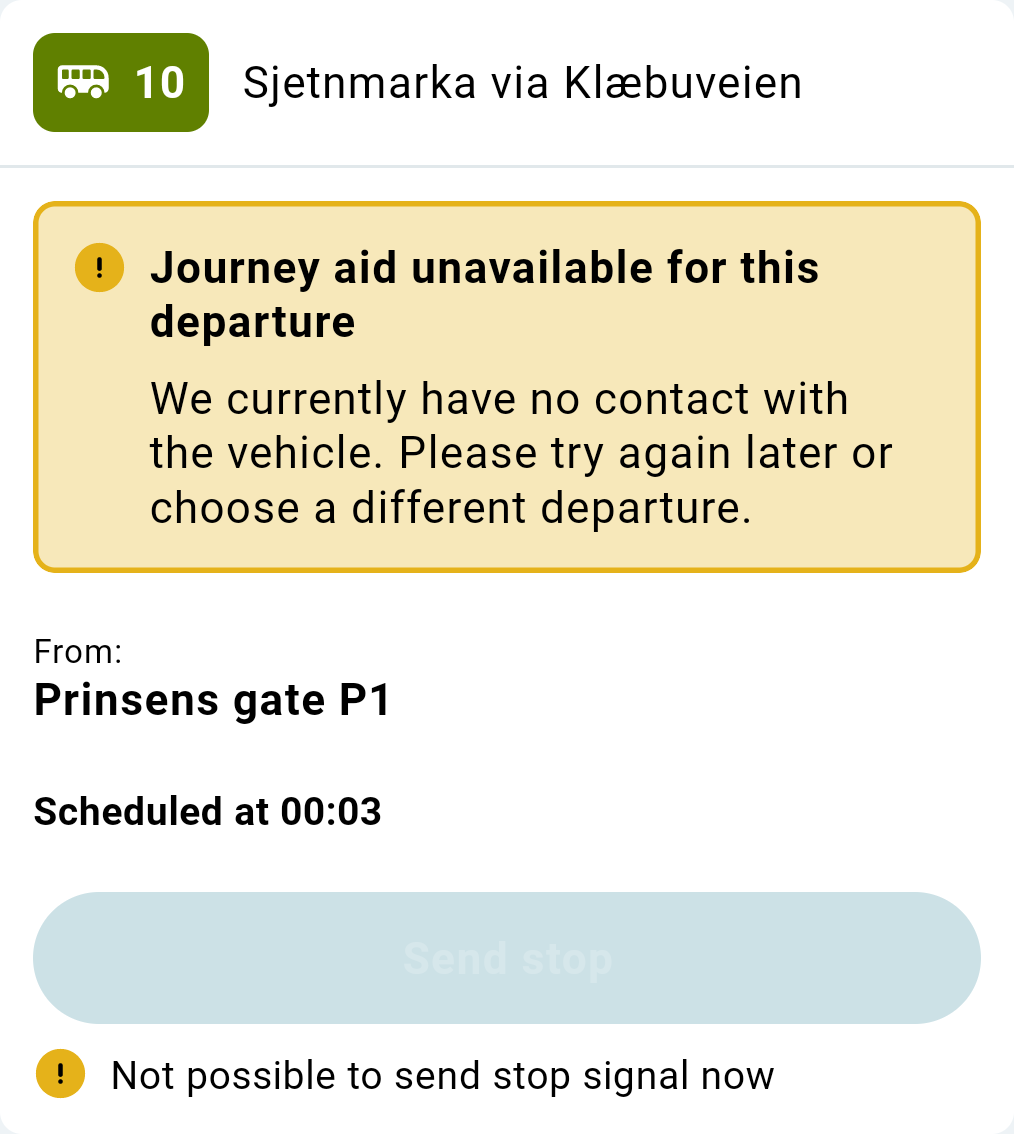 10 Sjetnmarka via Klæbuveien
Journey aid unavailable for this
departure
We currently have no contact with
the vehicle. Please try again later or
choose a different departure.
From:
Prinsens gate P1
Scheduled at 00:03
Send stop
Not possible to send stop signal now